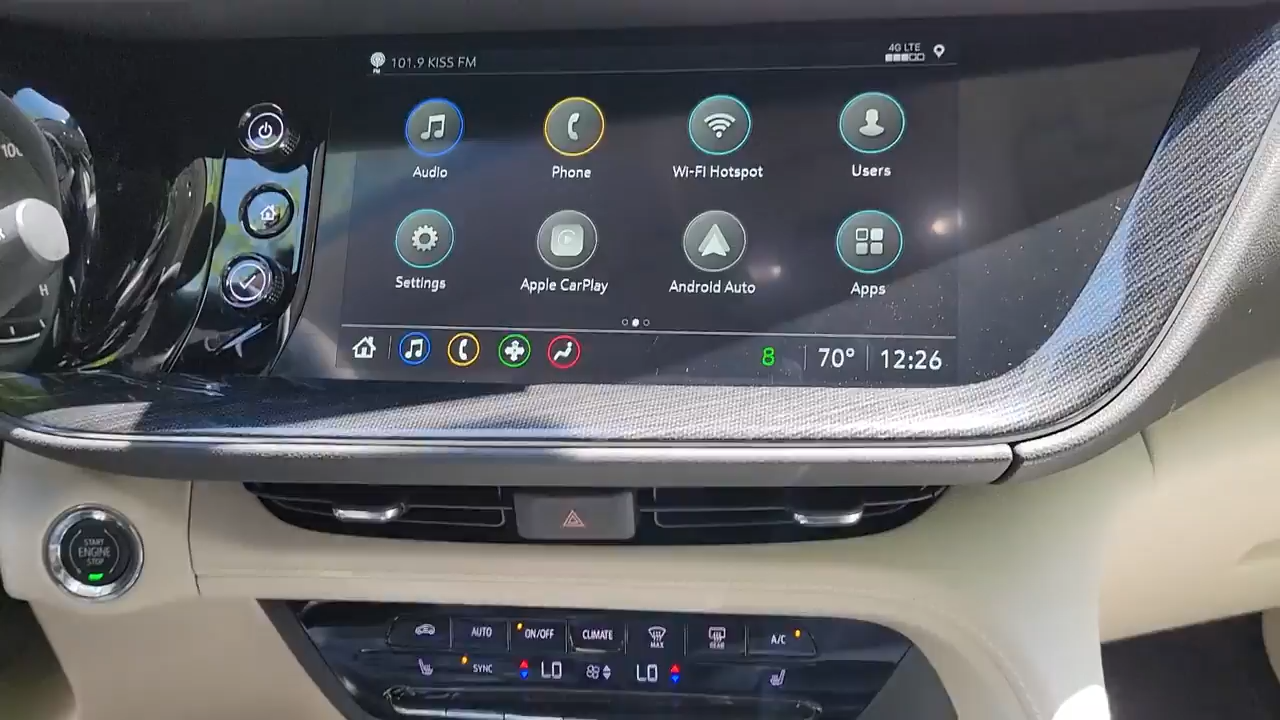 101.9 KISS FM
4G LTE
FM
Audio
Phone
Wi-Fi Hotspot
Users
Settings
Apple CarPlay
Android Auto
Apps
8
70°
12:26
H
START
ENGINE
STOP
AUTO
ON/OFF
CLIMATE
MAX
REAR
A/C
SYNC
LO
LO